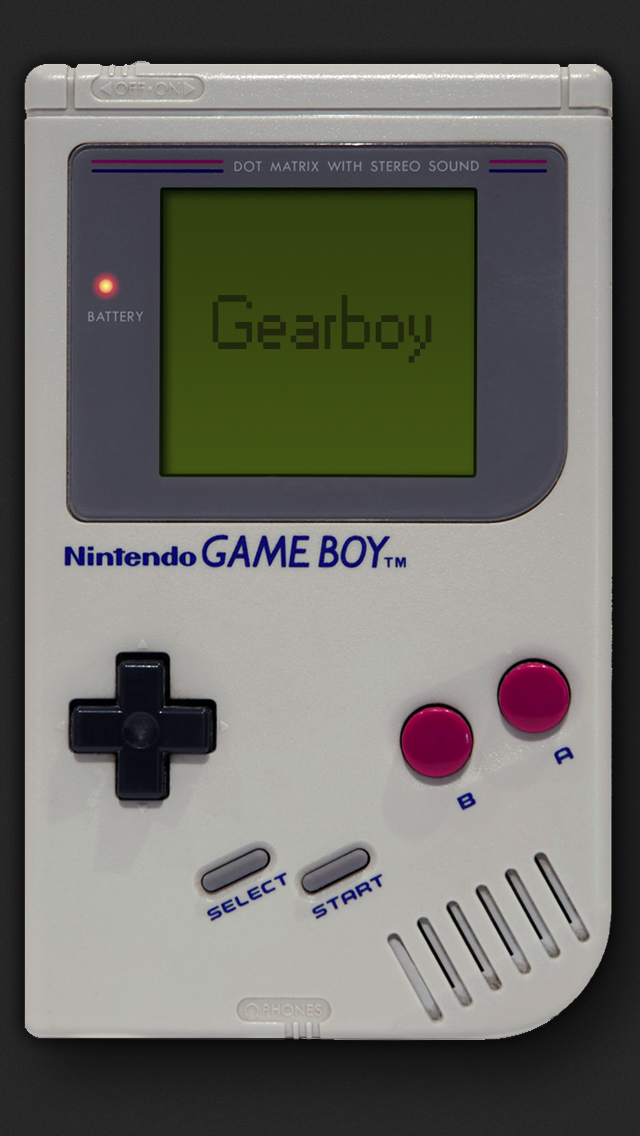 OFF•ON
DOT MATRIX WITH STEREO SOUND
Gearboy
BATTERY
Nintendo GAME BOY™
A
B
SELECT
START
PHONES